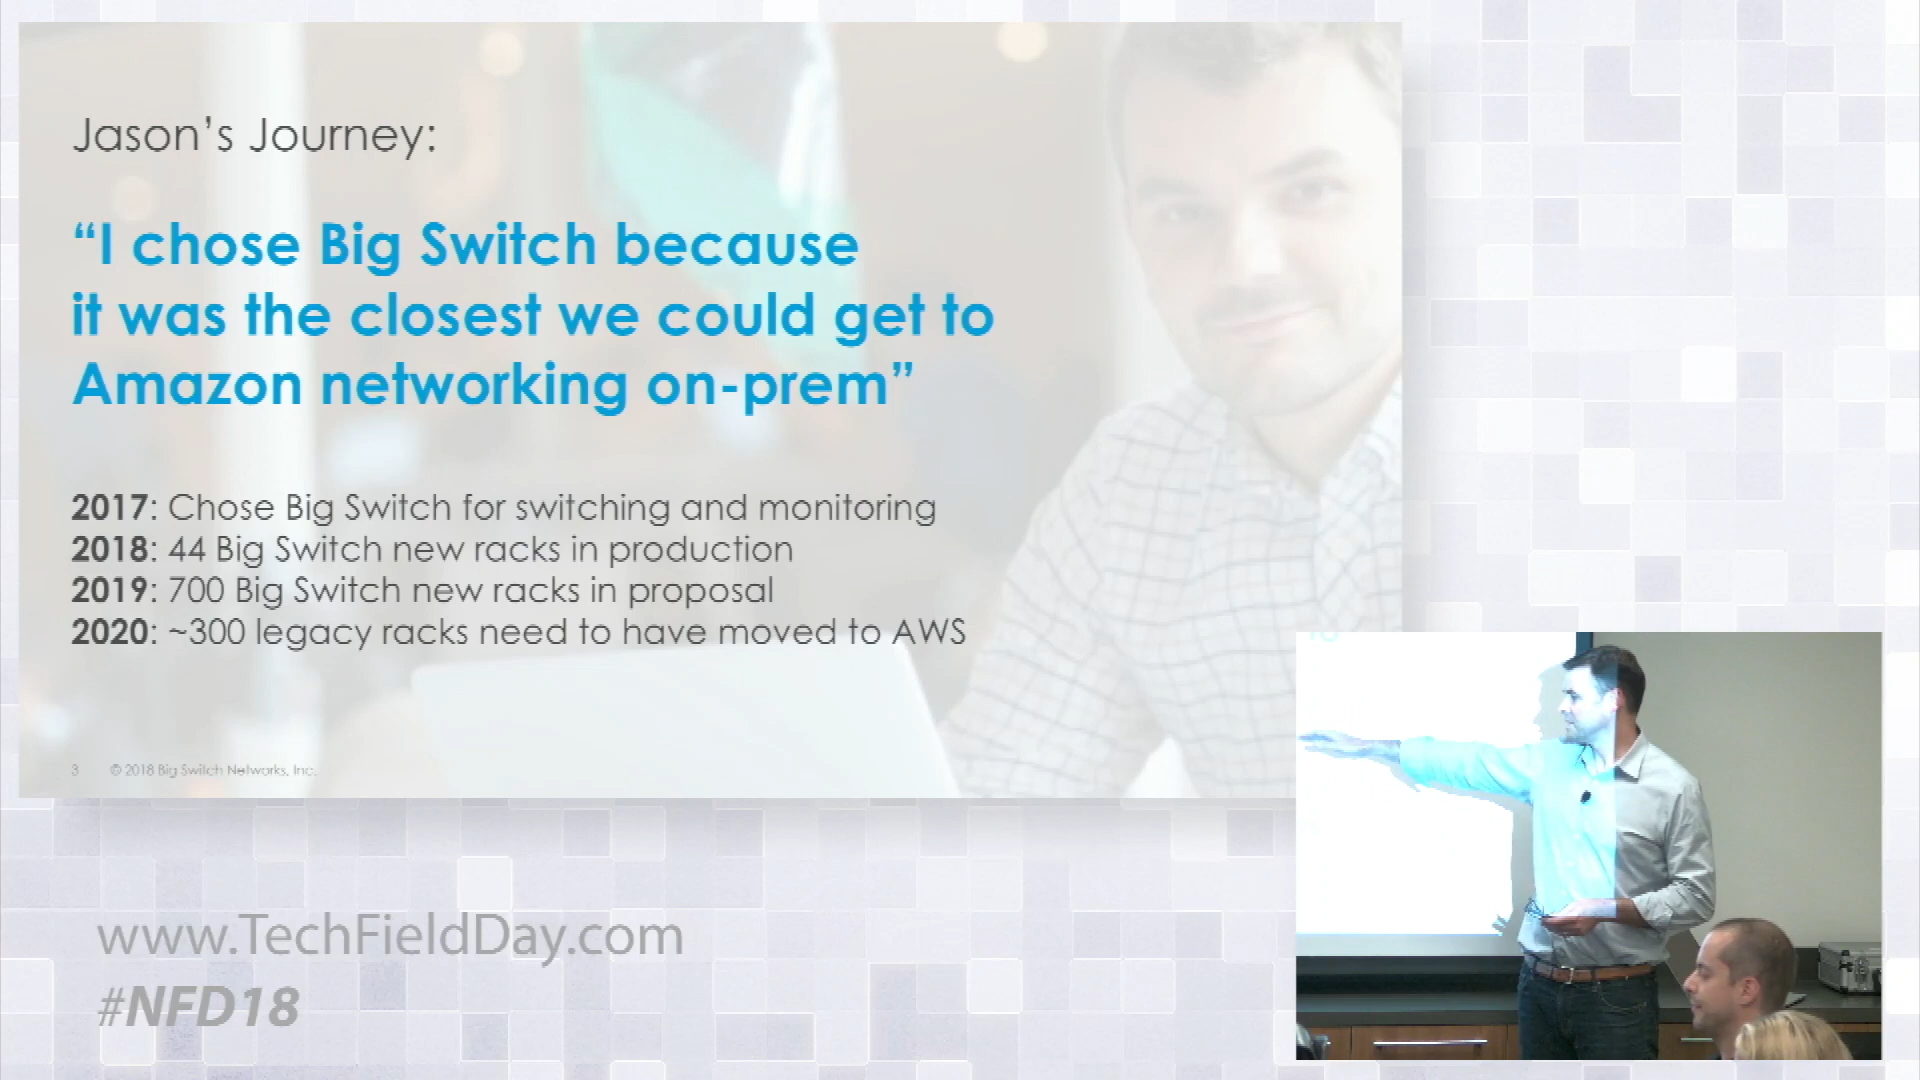 Jason's Journey:
“I chose Big Switch because
it was the closest we could get to
Amazon networking on-prem”
2017: Chose Big Switch for switching and monitoring
2018: 44 Big Switch new racks in production
2019: 700 Big Switch new racks in proposal
2020: ~300 legacy racks need to have moved to AWS
3 © 2018 Big Switch Networks, Inc.
www.TechFieldDay.com
#NFD18